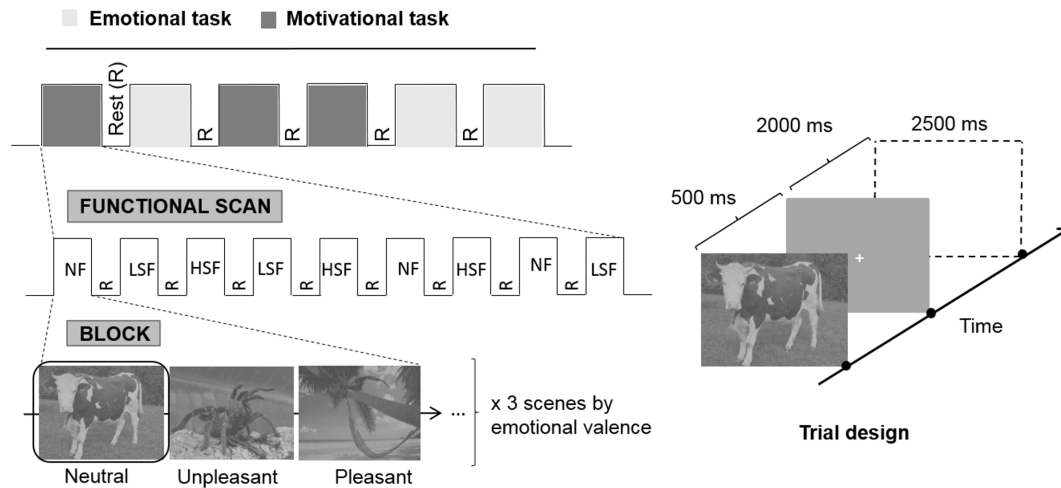 Emotional task
Motivational task
Rest (R)
R
R
R
R
FUNCTIONAL SCAN
NF
R
LSF
R
HSF
R
LSF
R
HSF
R
NF
R
HSF
R
NF
R
LSF
BLOCK
...
x 3 scenes by
emotional valence
Neutral
Unpleasant
Pleasant
500 ms
2000 ms
2500 ms
Time
Trial design